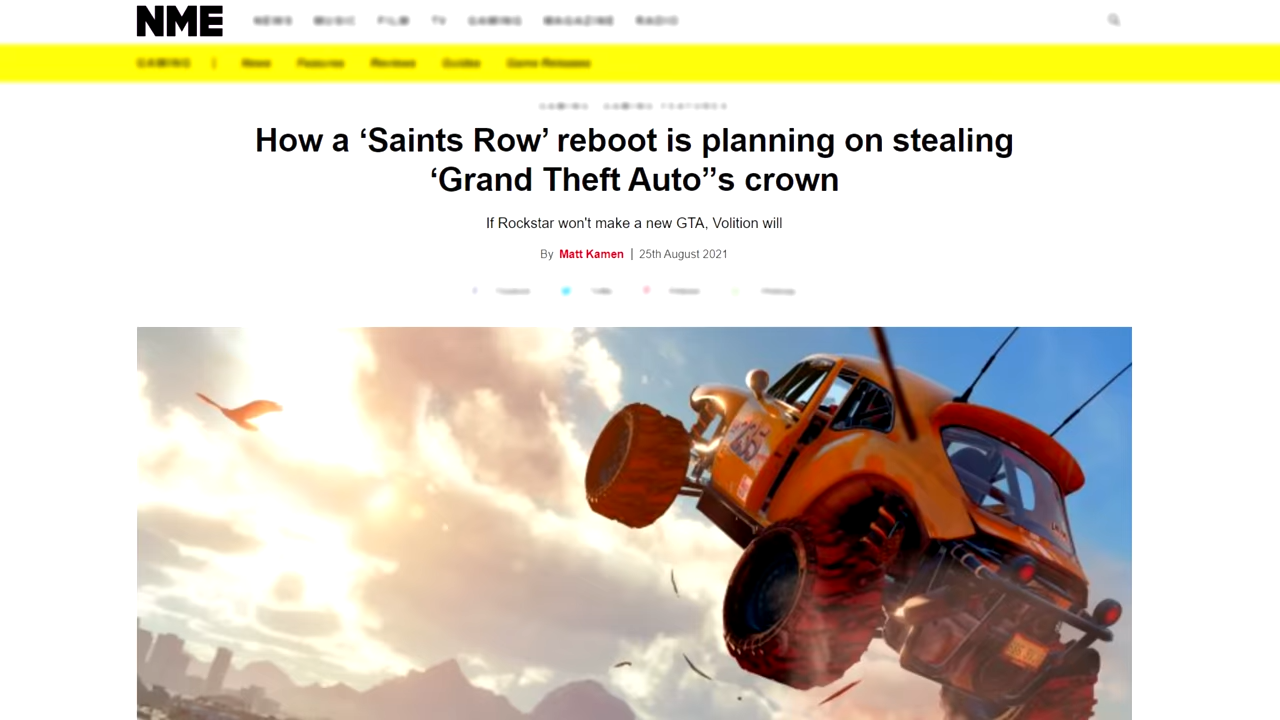 NME
NEWS MUSIC FILM TV GAMING MAGAZINE RADIO
GAMING | News Features Reviews Guides Game Releases
GAMING GAMING FEATURES
How a ‘Saints Row’ reboot is planning on stealing
‘Grand Theft Auto’’s crown
If Rockstar won't make a new GTA, Volition will
By Matt Kamen | 25th August 2021